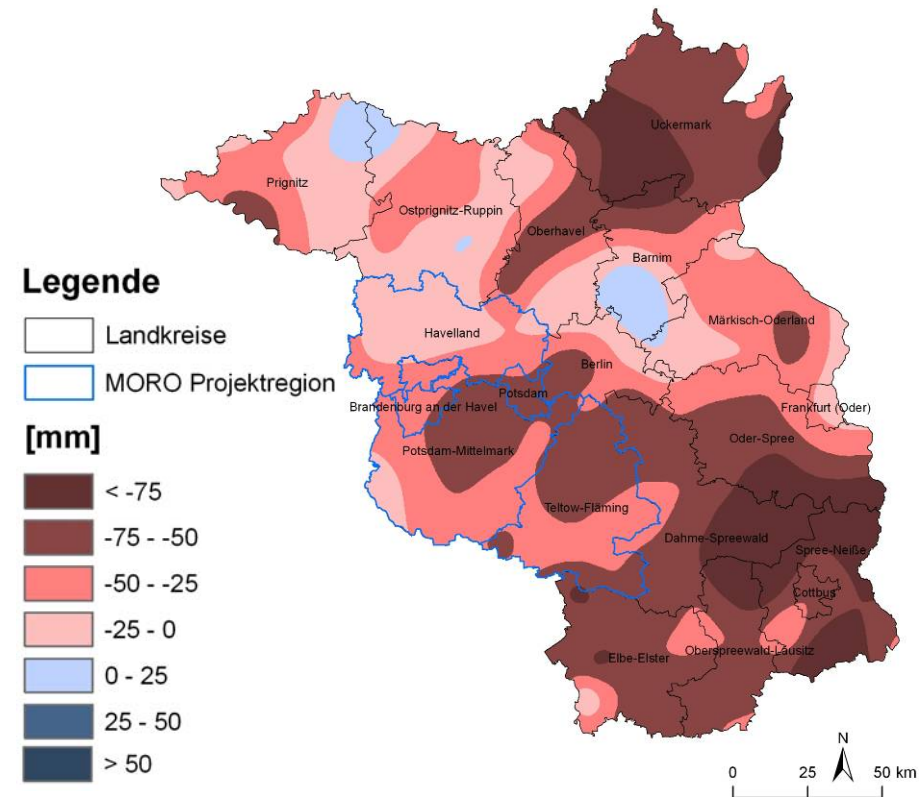 Uckermark
Prignitz
Ostprignitz-Ruppin
Oberhavel
Barnim
Legende
Landkreise
MORO Projektregion
[mm]
< -75
-75 - -50
-50 - -25
-25 - 0
0 - 25
25 - 50
> 50
Märkisch-Oderland
Havelland
Berlin
Potsdam
Brandenburg an der Havel
Frankfurt (Oder)
Oder-Spree
Potsdam-Mittelmark
Teltow-Fläming
Dahme-Spreewald
Spree-Neiße
Cottbus
Elbe-Elster
Oberspreewald-Lausitz
N
0 25 50 km